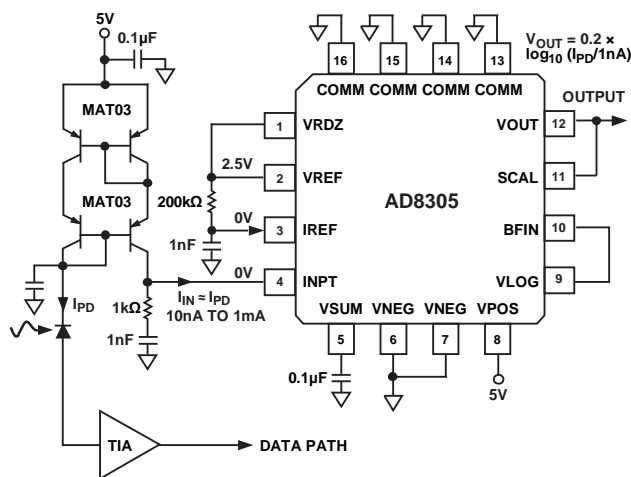 5V
0.1µF
MAT03
MAT03
I_PD
1kΩ
1nF
TIA
DATA PATH
200kΩ
1nF
2.5V
0V
0V
I_IN ≈ I_PD
10nA TO 1mA
16 15 14 13
COMM COMM COMM COMM
1 VRDZ
2 VREF
3 IREF
4 INPT
AD8305
VOUT 12
SCAL 11
BFIN 10
VLOG 9
VSUM VNEG VNEG VPOS
5 6 7 8
0.1µF
5V
V_OUT = 0.2 ×
log₁₀ (I_PD/1nA)
OUTPUT